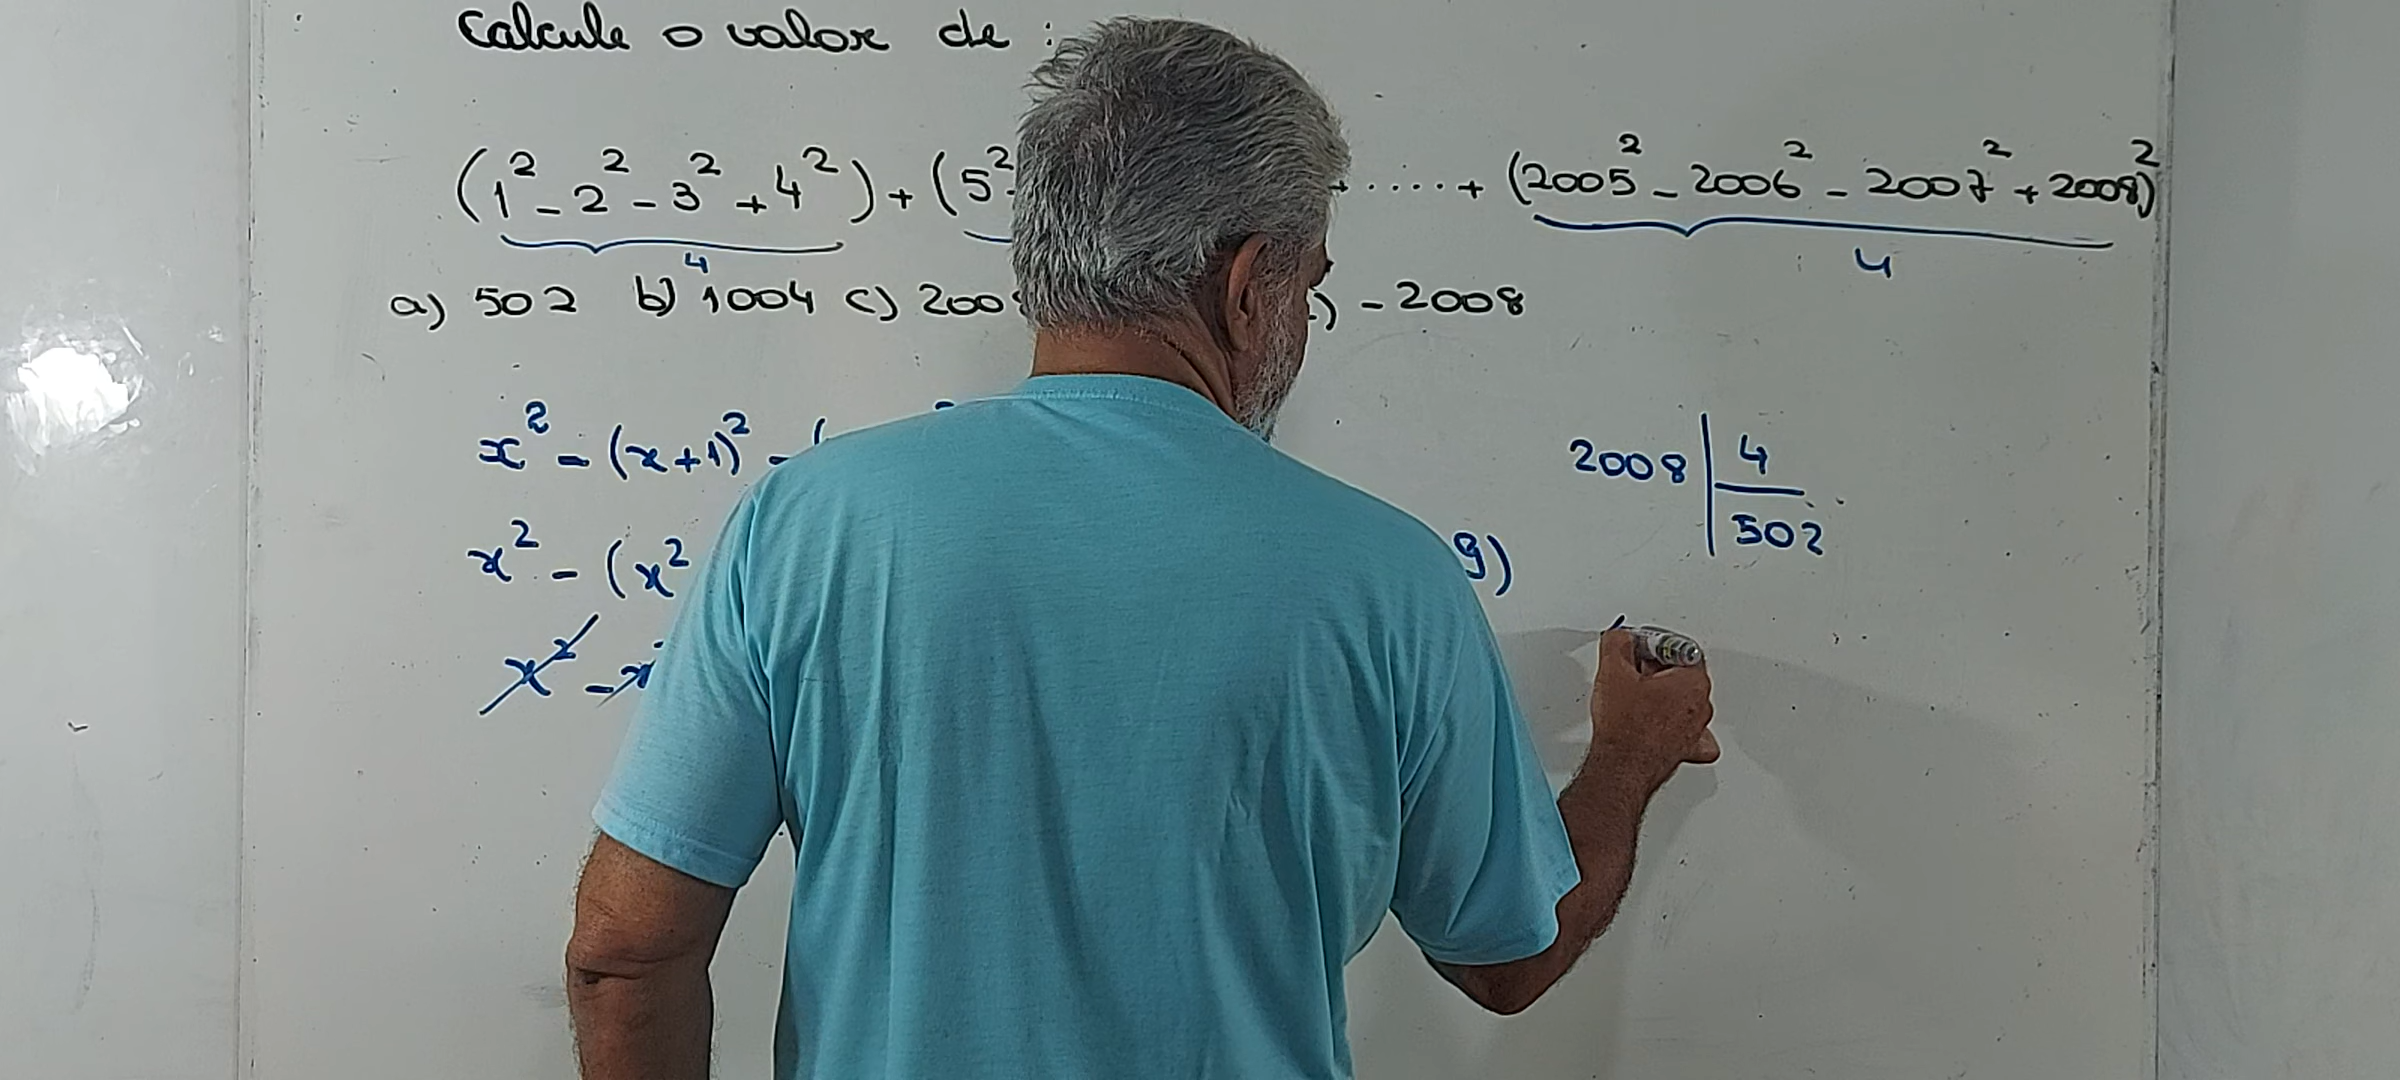 Calcule o valor de :
(1² - 2² - 3² + 4²) + (5² + ..... + (2005² - 2006² - 2007² + 2008²)
4 4
a) 502 b) 1004 c) 200 ) - 2008
x² - (x+1)² - (
2008 | 4
502
x² - (x² 9)
x² - x